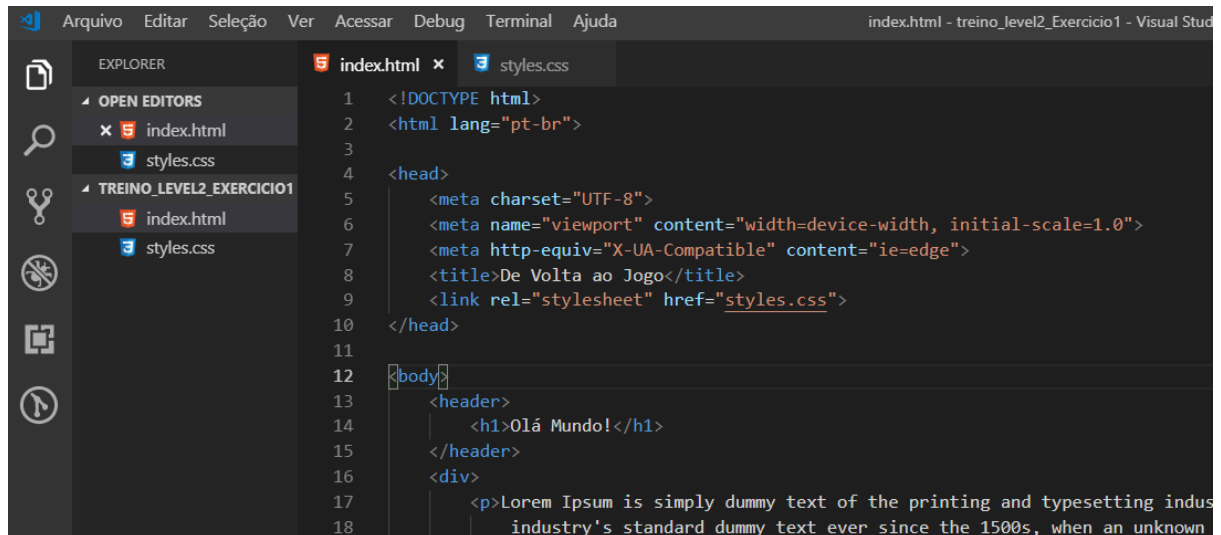 Arquivo Editar Seleção Ver Acessar Debug Terminal Ajuda index.html - treino_level2_Exercicio1 - Visual Stud
EXPLORER
OPEN EDITORS
index.html
styles.css
TREINO_LEVEL2_EXERCICIO1
index.html
styles.css
index.html styles.css
1 <!DOCTYPE html>
2 <html lang="pt-br">
3
4 <head>
5 <meta charset="UTF-8">
6 <meta name="viewport" content="width=device-width, initial-scale=1.0">
7 <meta http-equiv="X-UA-Compatible" content="ie=edge">
8 <title>De Volta ao Jogo</title>
9 <link rel="stylesheet" href="styles.css">
10 </head>
11
12 <body>
13 <header>
14 <h1>Olá Mundo!</h1>
15 </header>
16 <div>
17 <p>Lorem Ipsum is simply dummy text of the printing and typesetting indus
18 industry's standard dummy text ever since the 1500s, when an unknown